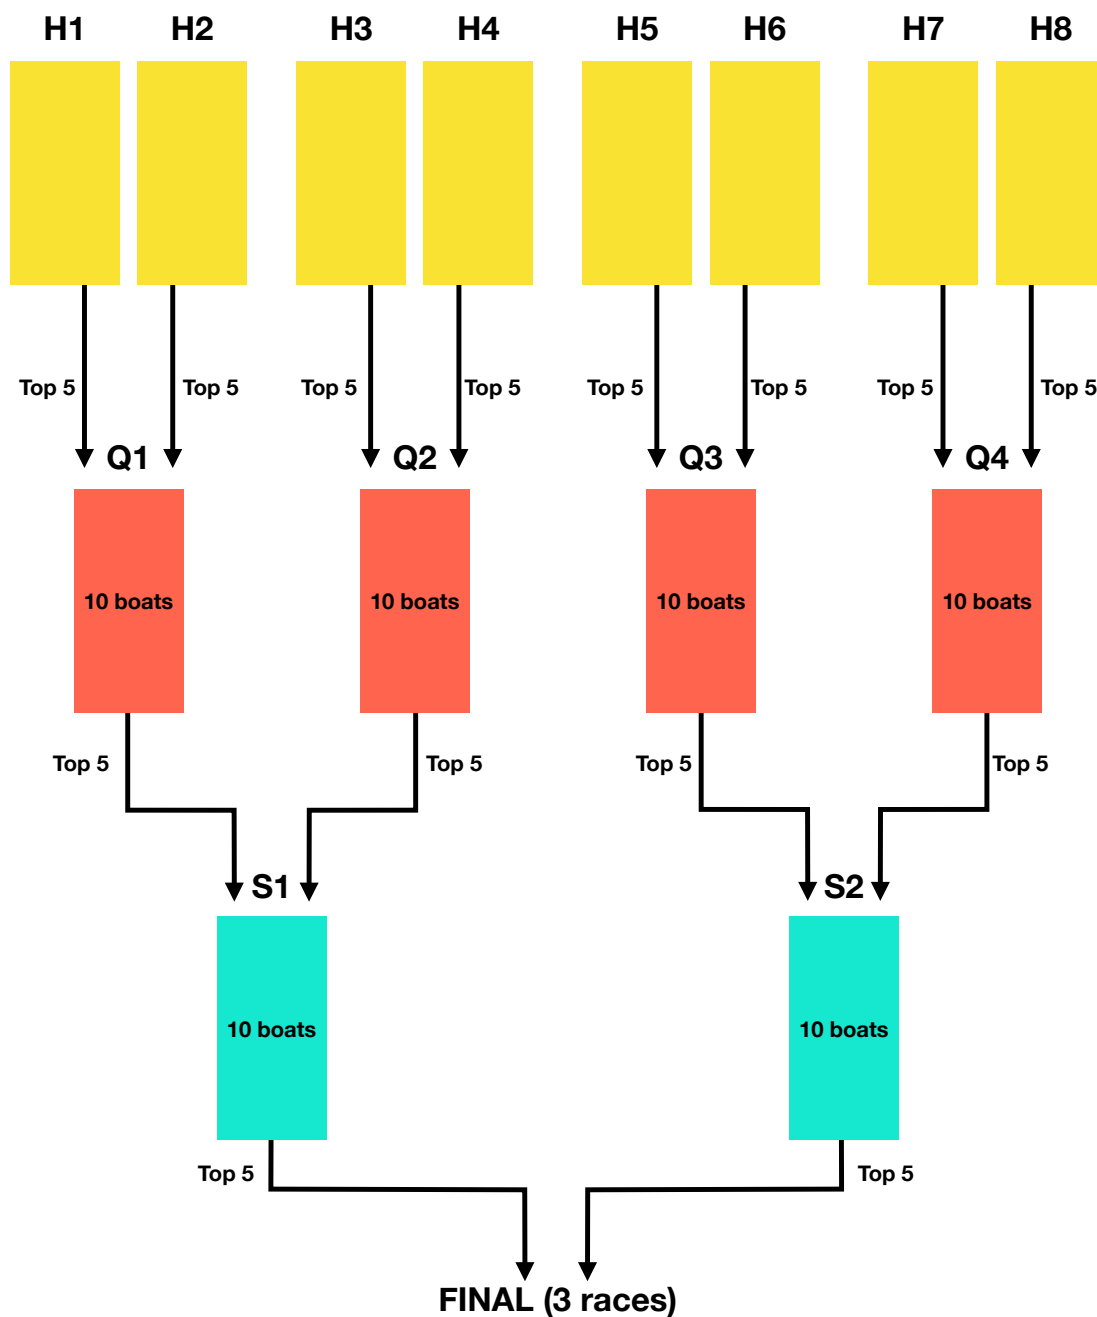 H1 H2 H3 H4 H5 H6 H7 H8
Top 5 Top 5 Top 5 Top 5 Top 5 Top 5 Top 5 Top 5
Q1 Q2 Q3 Q4
10 boats 10 boats 10 boats 10 boats
Top 5 Top 5 Top 5 Top 5
S1 S2
10 boats 10 boats
Top 5 Top 5
FINAL (3 races)